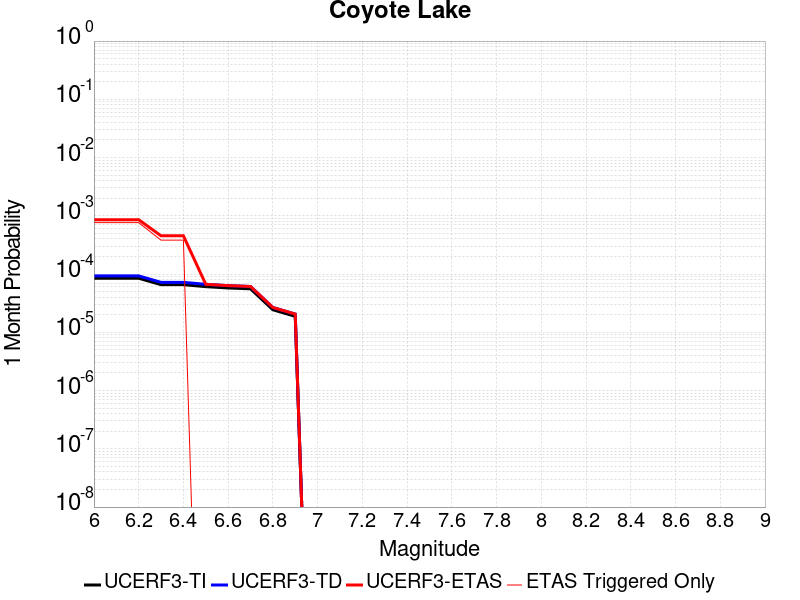 Coyote Lake
10^0
10^-1
10^-2
10^-3
10^-4
10^-5
10^-6
10^-7
10^-8
1 Month Probability
6 6.2 6.4 6.6 6.8 7 7.2 7.4 7.6 7.8 8 8.2 8.4 8.6 8.8 9
Magnitude
UCERF3-TI UCERF3-TD UCERF3-ETAS ETAS Triggered Only